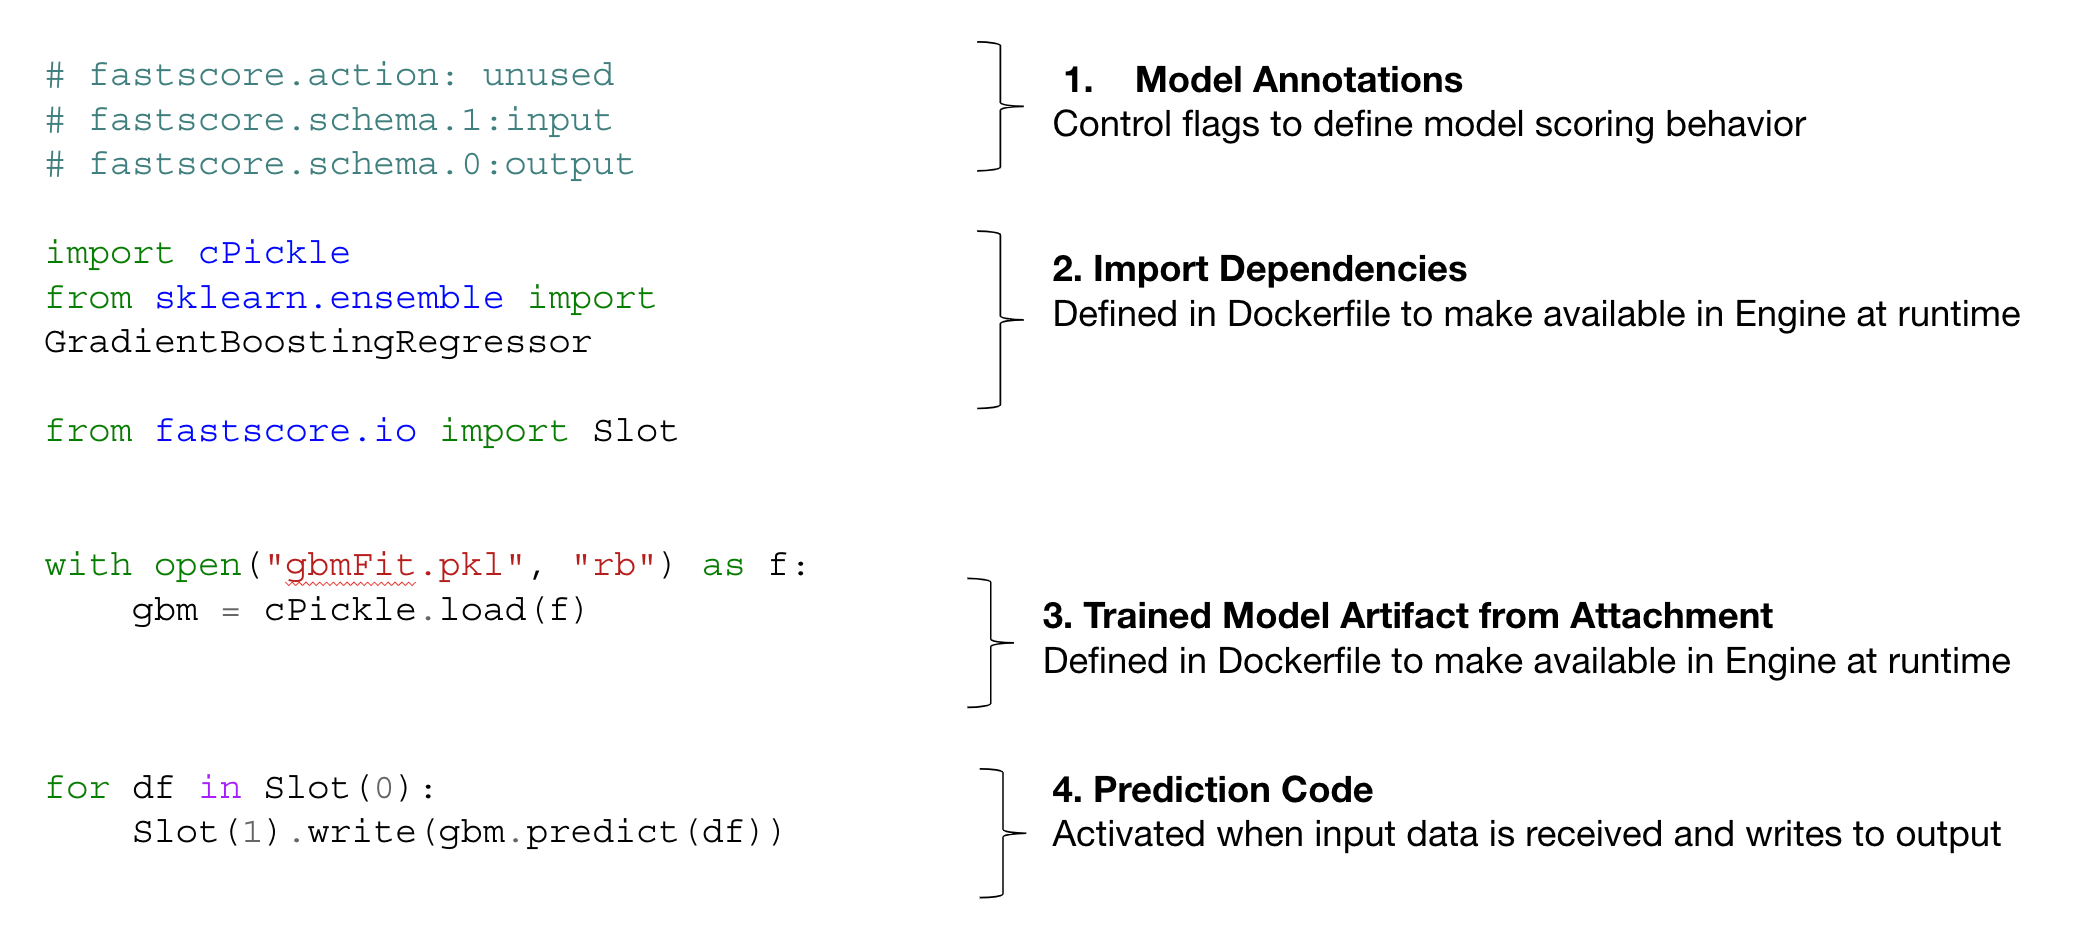 # fastscore.action: unused
# fastscore.schema.1:input
# fastscore.schema.0:output
1. Model Annotations
Control flags to define model scoring behavior
import cPickle
from sklearn.ensemble import
GradientBoostingRegressor
from fastscore.io import Slot
2. Import Dependencies
Defined in Dockerfile to make available in Engine at runtime
with open("gbmFit.pkl", "rb") as f:
    gbm = cPickle.load(f)
3. Trained Model Artifact from Attachment
Defined in Dockerfile to make available in Engine at runtime
for df in Slot(0):
    Slot(1).write(gbm.predict(df))
4. Prediction Code
Activated when input data is received and writes to output